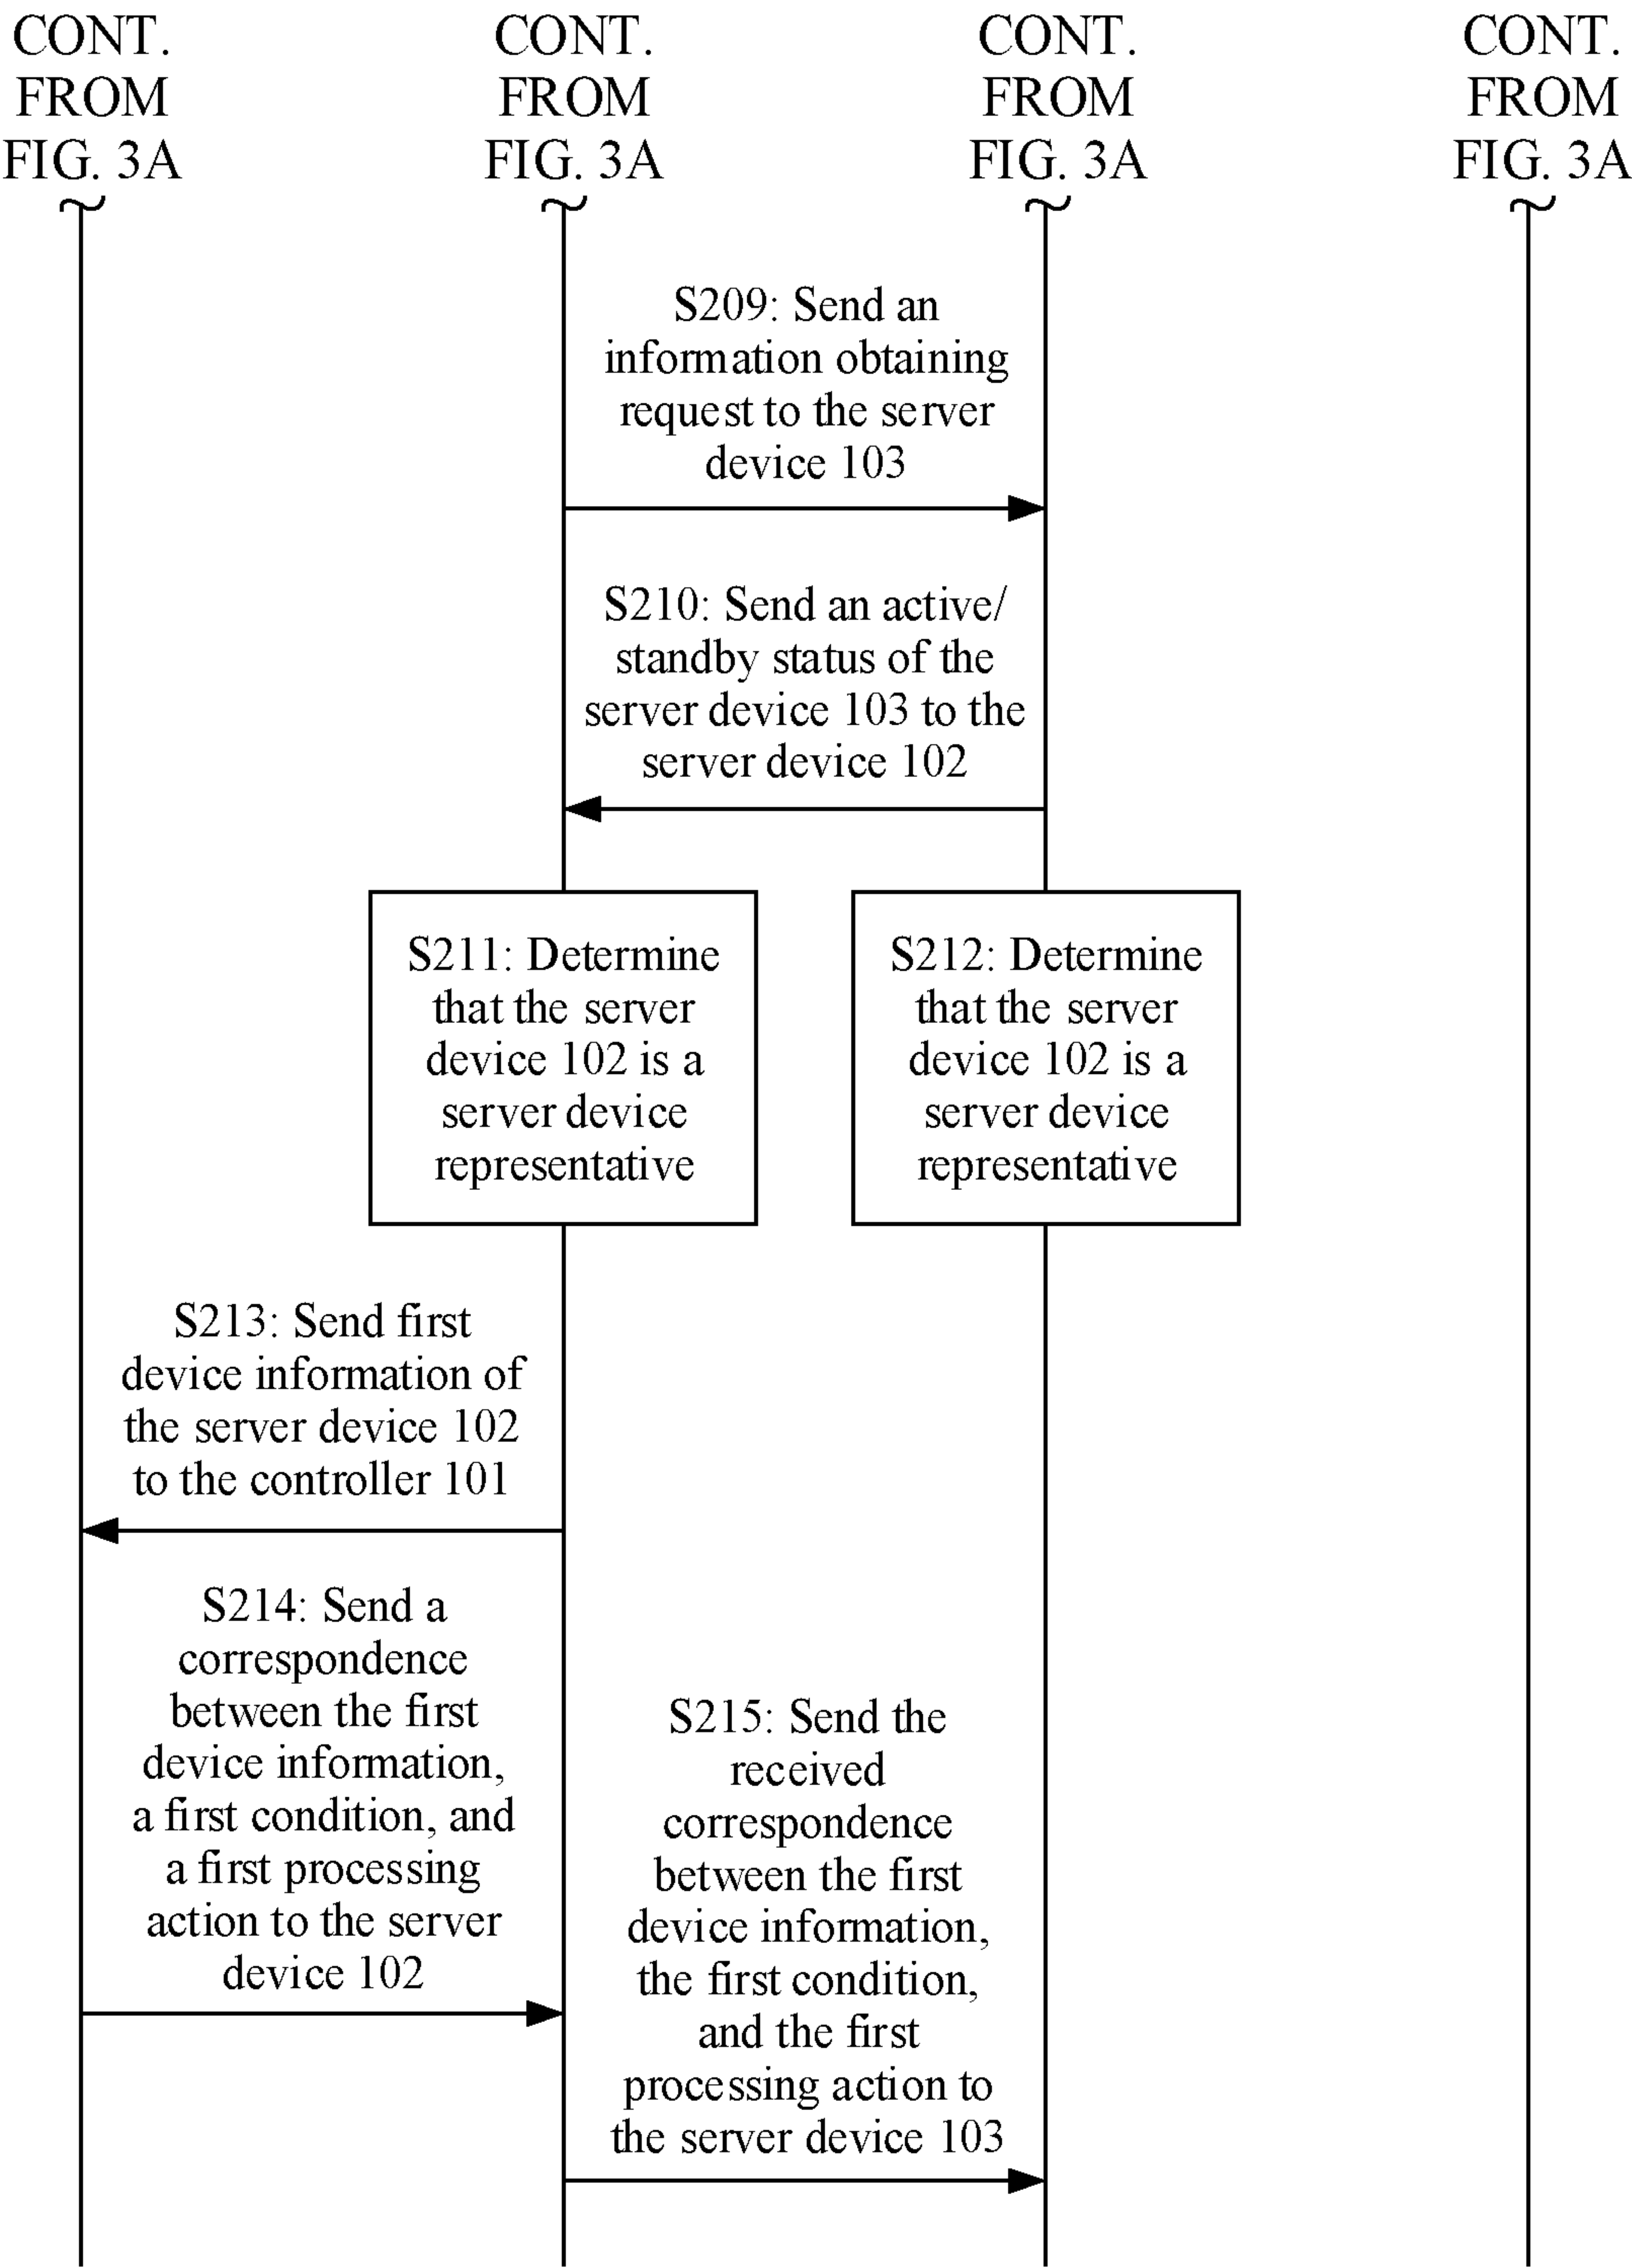 CONT.
FROM
FIG. 3A
CONT.
FROM
FIG. 3A
CONT.
FROM
FIG. 3A
CONT.
FROM
FIG. 3A
S209: Send an
information obtaining
request to the server
device 103
S210: Send an active/
standby status of the
server device 103 to the
server device 102
S211: Determine
that the server
device 102 is a
server device
representative
S212: Determine
that the server
device 102 is a
server device
representative
S213: Send first
device information of
the server device 102
to the controller 101
S214: Send a
correspondence
between the first
device information,
a first condition, and
a first processing
action to the server
device 102
S215: Send the
received
correspondence
between the first
device information,
the first condition,
and the first
processing action to
the server device 103